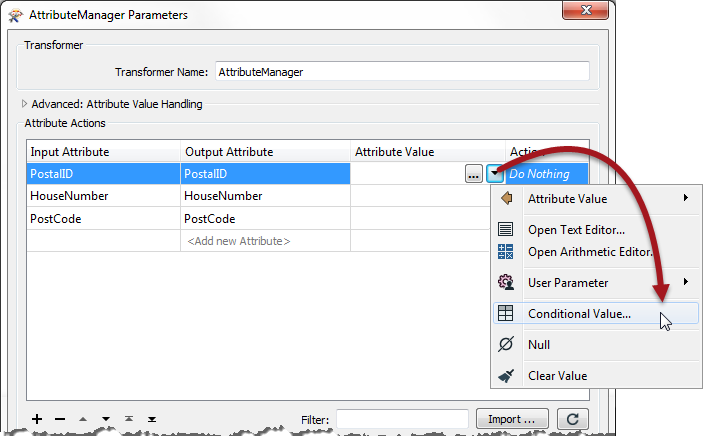 AttributeManager Parameters
Transformer
Transformer Name: AttributeManager
Advanced: Attribute Value Handling
Attribute Actions
Input Attribute Output Attribute Attribute Value
PostalID PostalID ... Do Nothing
HouseNumber HouseNumber
PostCode PostCode
<Add new Attribute>
Attribute Value
Open Text Editor...
Open Arithmetic Editor.
User Parameter
Conditional Value...
Null
Clear Value
Filter: Import ...